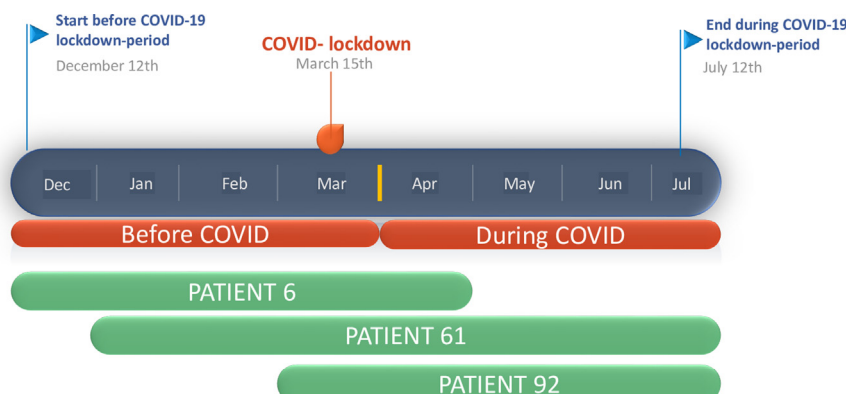 Start before COVID-19
lockdown-period
December 12th
COVID- lockdown
March 15th
End during COVID-19
lockdown-period
July 12th
Dec
Jan
Feb
Mar
Apr
May
Jun
Jul
Before COVID
During COVID
PATIENT 6
PATIENT 61
PATIENT 92